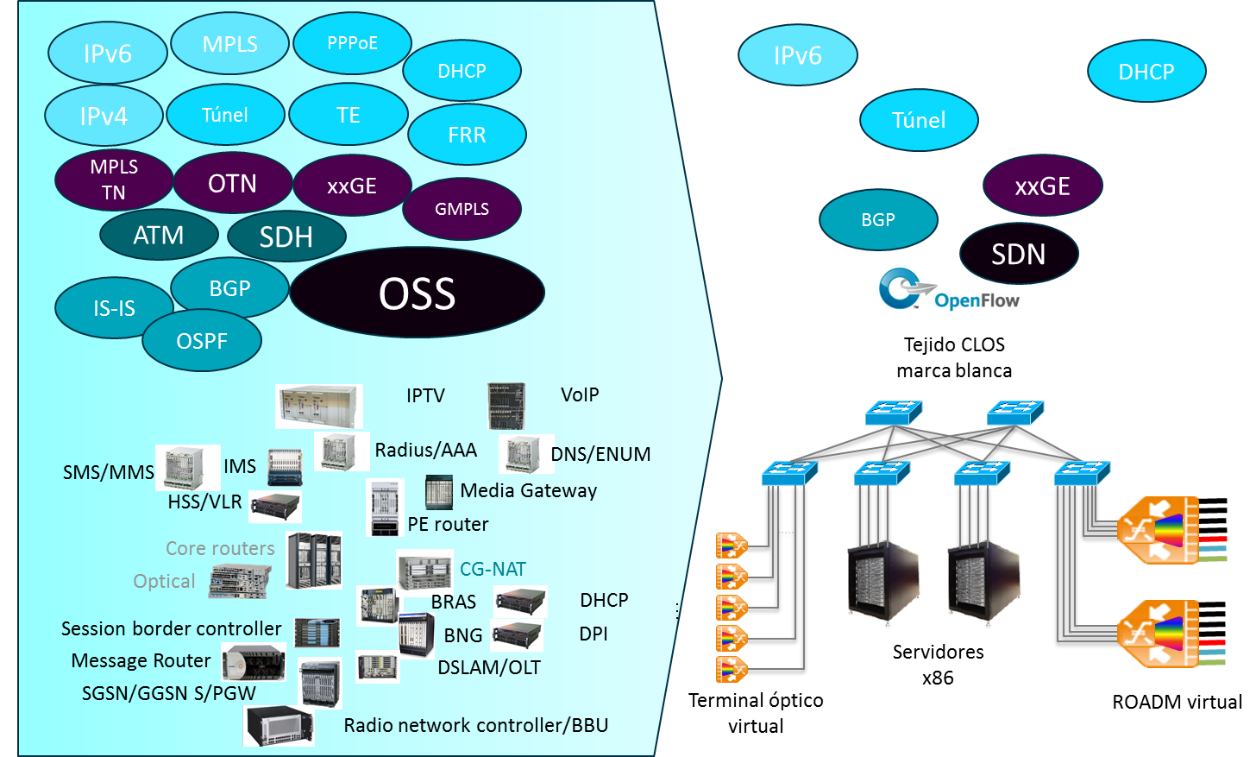 IPv6
MPLS
PPPoE
DHCP
IPv4
Túnel
TE
FRR
MPLS
TN
OTN
xxGE
GMPLS
ATM
SDH
BGP
OSS
IS-IS
OSPF
IPTV
VoIP
Radius/AAA
DNS/ENUM
SMS/MMS
IMS
HSS/VLR
Media Gateway
PE router
Core routers
Optical
CG-NAT
BRAS
DHCP
Session border controller
BNG
DPI
Message Router
DSLAM/OLT
SGSN/GGSN S/PGW
Radio network controller/BBU
IPv6
DHCP
Túnel
xxGE
BGP
SDN
OpenFlow
Tejido CLOS
marca blanca
Servidores
x86
Terminal óptico
virtual
ROADM virtual